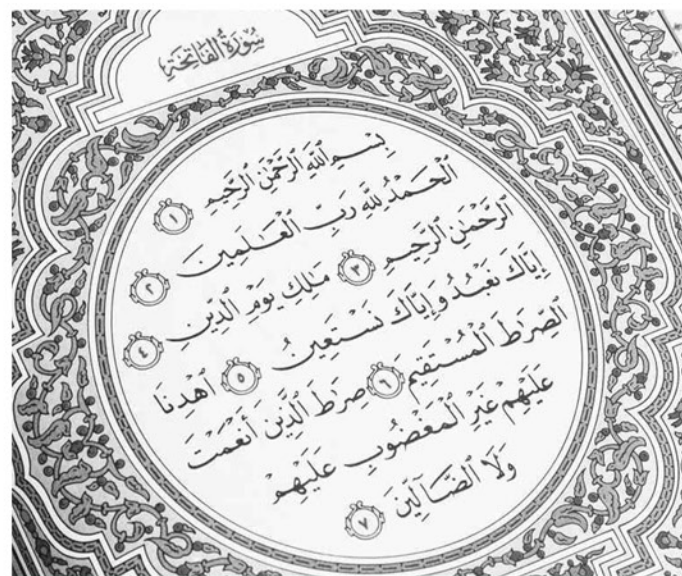 سُورَةُ الفَاتِحَةِ
بِسْمِ ٱللَّهِ ٱلرَّحْمَٰنِ ٱلرَّحِيمِ ١
ٱلْحَمْدُ لِلَّهِ رَبِّ ٱلْعَٰلَمِينَ ٢
ٱلرَّحْمَٰنِ ٱلرَّحِيمِ ٣ مَٰلِكِ يَوْمِ ٱلدِّينِ ٤
إِيَّاكَ نَعْبُدُ وَإِيَّاكَ نَسْتَعِينُ ٥ ٱهْدِنَا
ٱلصِّرَٰطَ ٱلْمُسْتَقِيمَ ٦ صِرَٰطَ ٱلَّذِينَ أَنْعَمْتَ
عَلَيْهِمْ غَيْرِ ٱلْمَغْضُوبِ عَلَيْهِمْ
وَلَا ٱلضَّآلِّينَ ٧